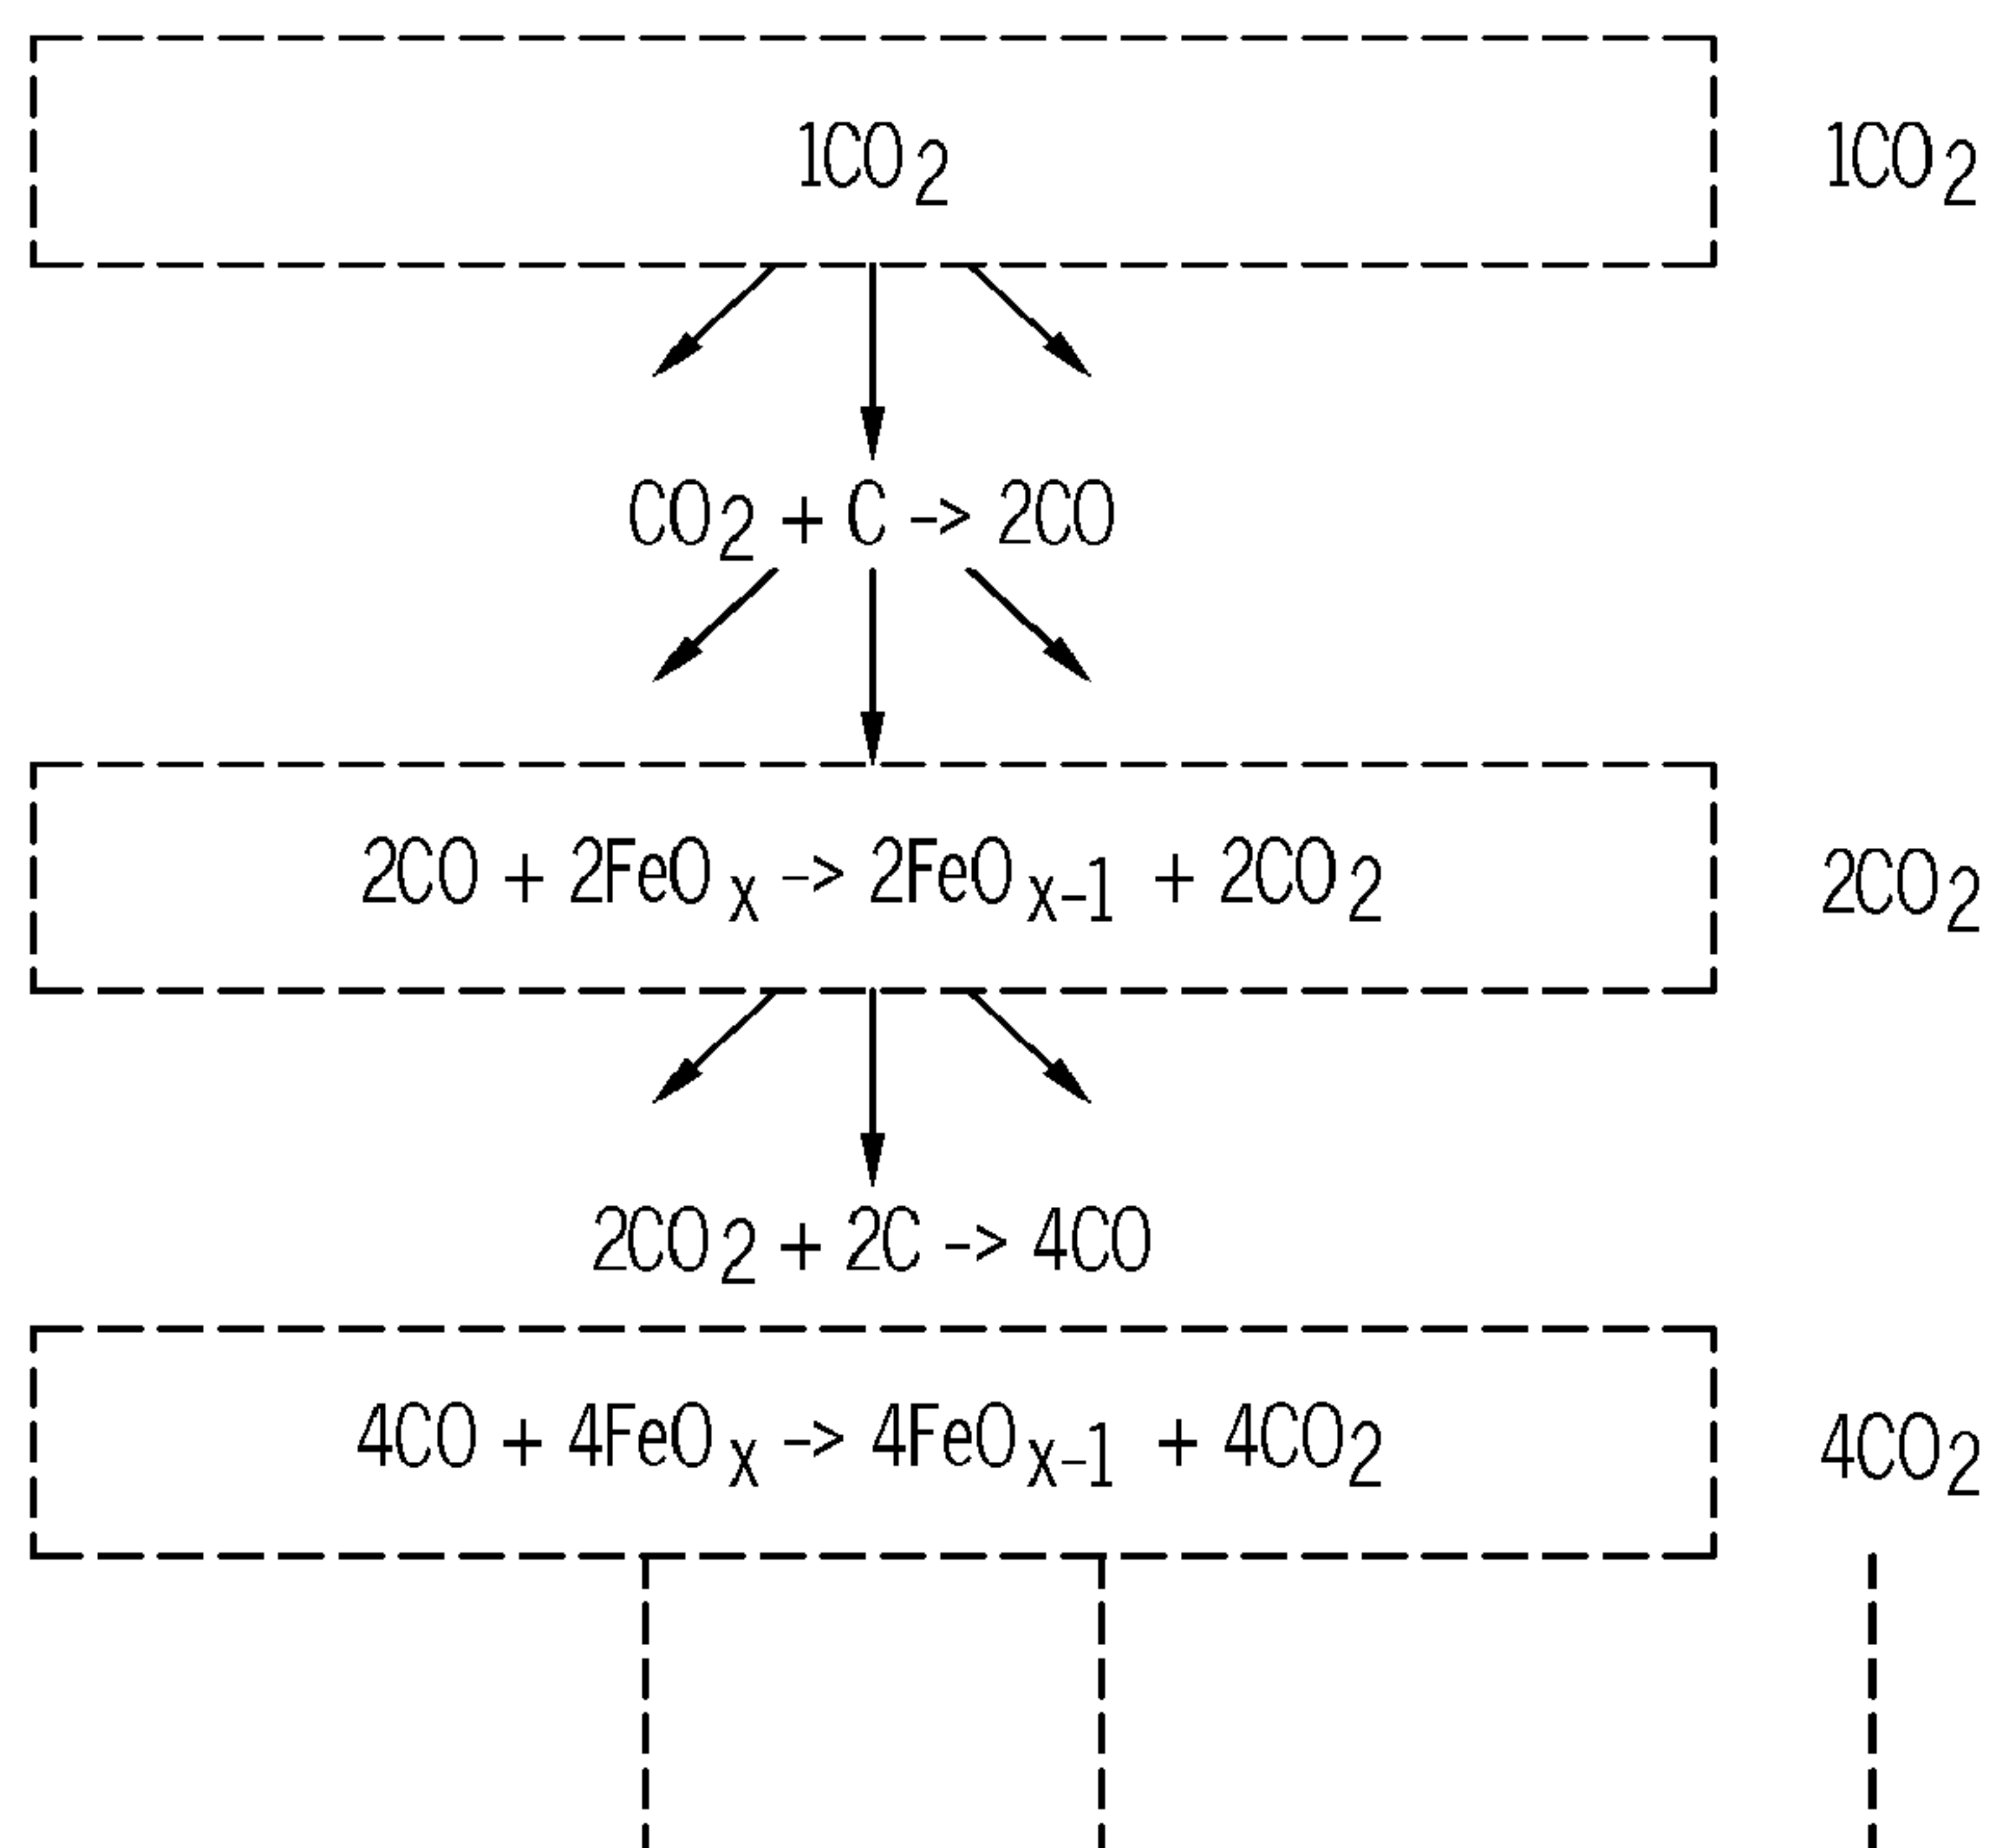 1CO2 1CO2
CO2 + C -> 2CO
2CO + 2FeOx -> 2FeOx-1 + 2CO2 2CO2
2CO2 + 2C -> 4CO
4CO + 4FeOx -> 4FeOx-1 + 4CO2 4CO2